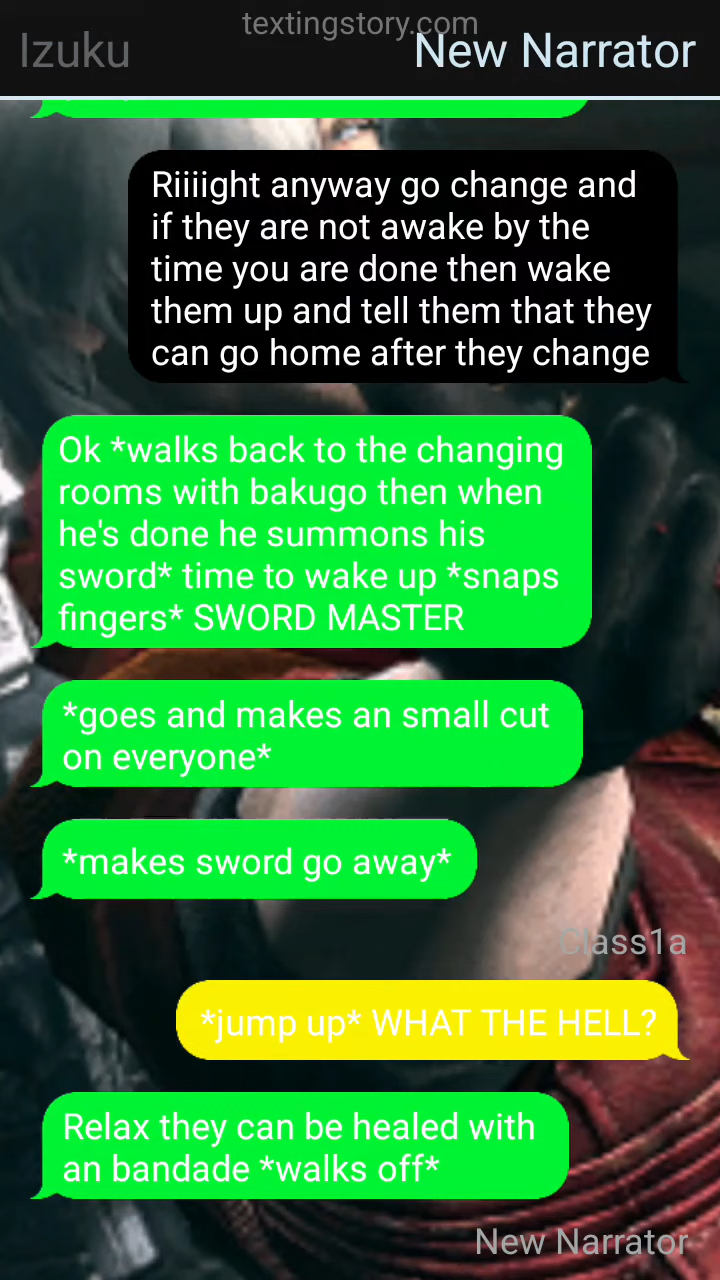 textingstory.com
Izuku
New Narrator
Riiiight anyway go change and
if they are not awake by the
time you are done then wake
them up and tell them that they
can go home after they change
Ok *walks back to the changing
rooms with bakugo then when
he's done he summons his
sword* time to wake up *snaps
fingers* SWORD MASTER
*goes and makes an small cut
on everyone*
*makes sword go away*
Class1a
*jump up* WHAT THE HELL?
Relax they can be healed with
an bandade *walks off*
New Narrator